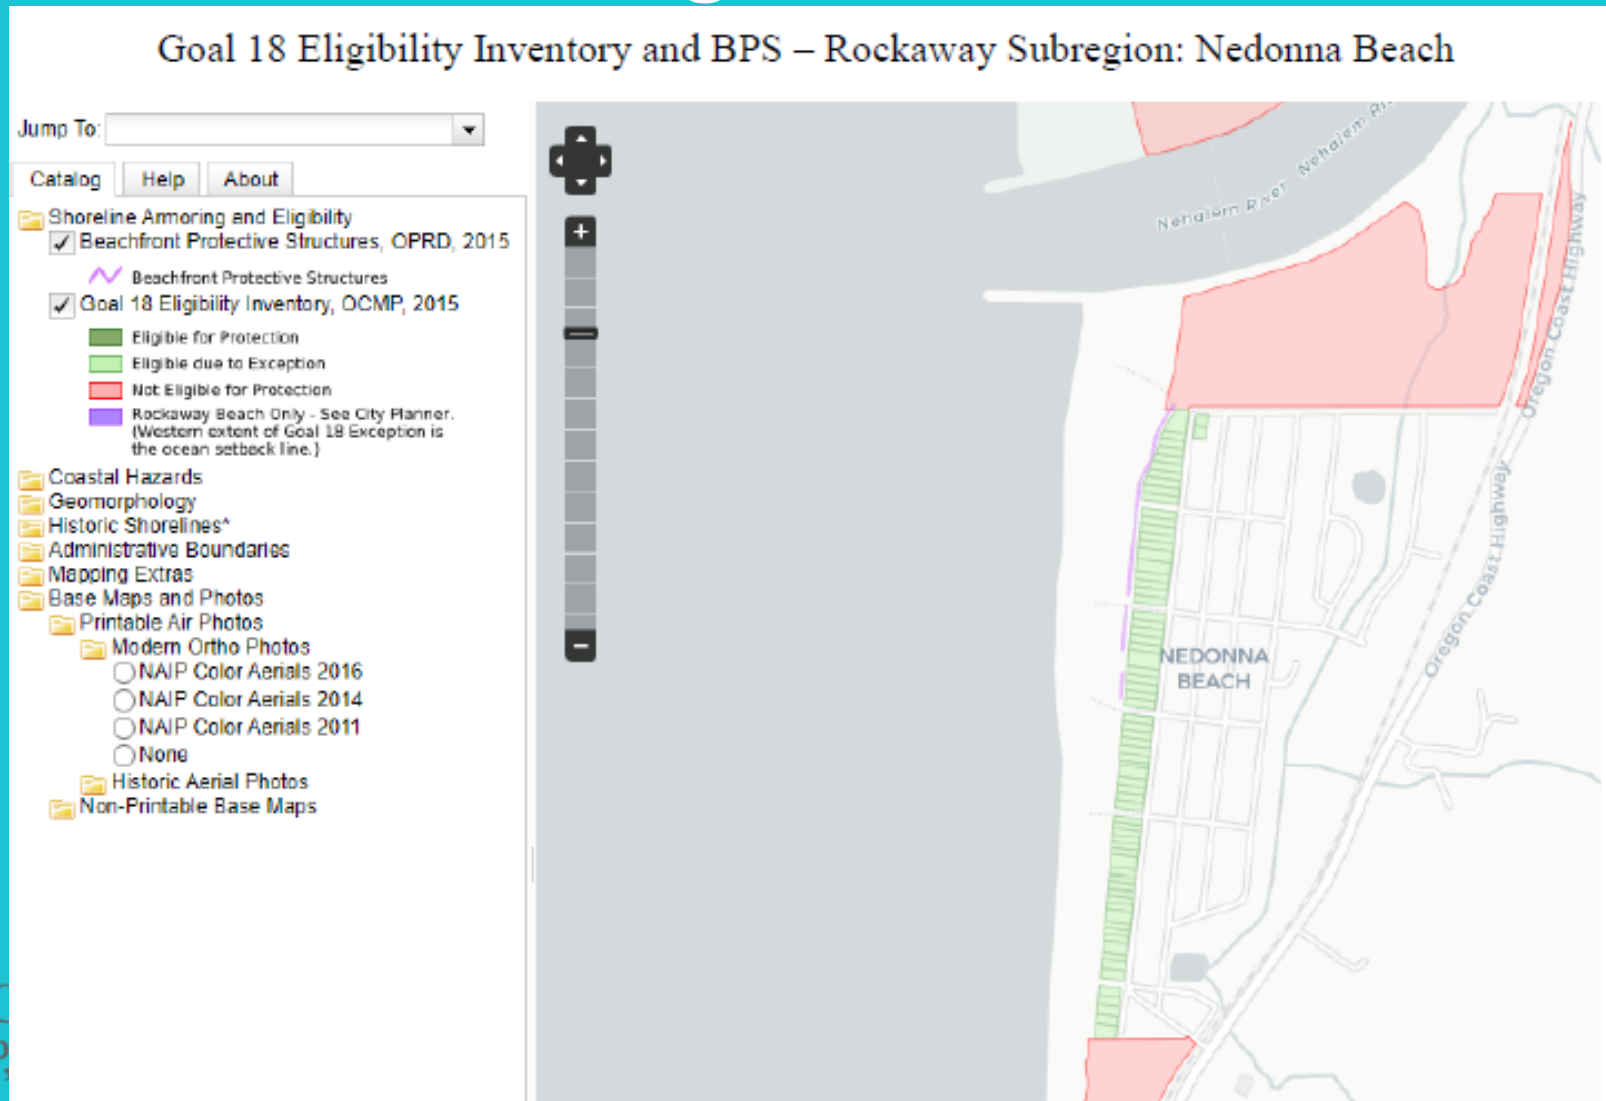 Goal 18 Eligibility Inventory and BPS – Rockaway Subregion: Nedonna Beach
Jump To:
Catalog
Help
About
Shoreline Armoring and Eligibility
Beachfront Protective Structures, OPRD, 2015
Beachfront Protective Structures
Goal 18 Eligibility Inventory, OCMP, 2015
Eligible for Protection
Eligible due to Exception
Not Eligible for Protection
Rockaway Beach Only - See City Planner.
(Western extent of Goal 18 Exception is
the ocean setback line.)
Coastal Hazards
Geomorphology
Historic Shorelines*
Administrative Boundaries
Mapping Extras
Base Maps and Photos
Printable Air Photos
Modern Ortho Photos
NAIP Color Aerials 2016
NAIP Color Aerials 2014
NAIP Color Aerials 2011
None
Historic Aerial Photos
Non-Printable Base Maps
Nehalem River
Nehalem
Oregon Coast Highway
Oregon Coast Highway
NEDONNA
BEACH